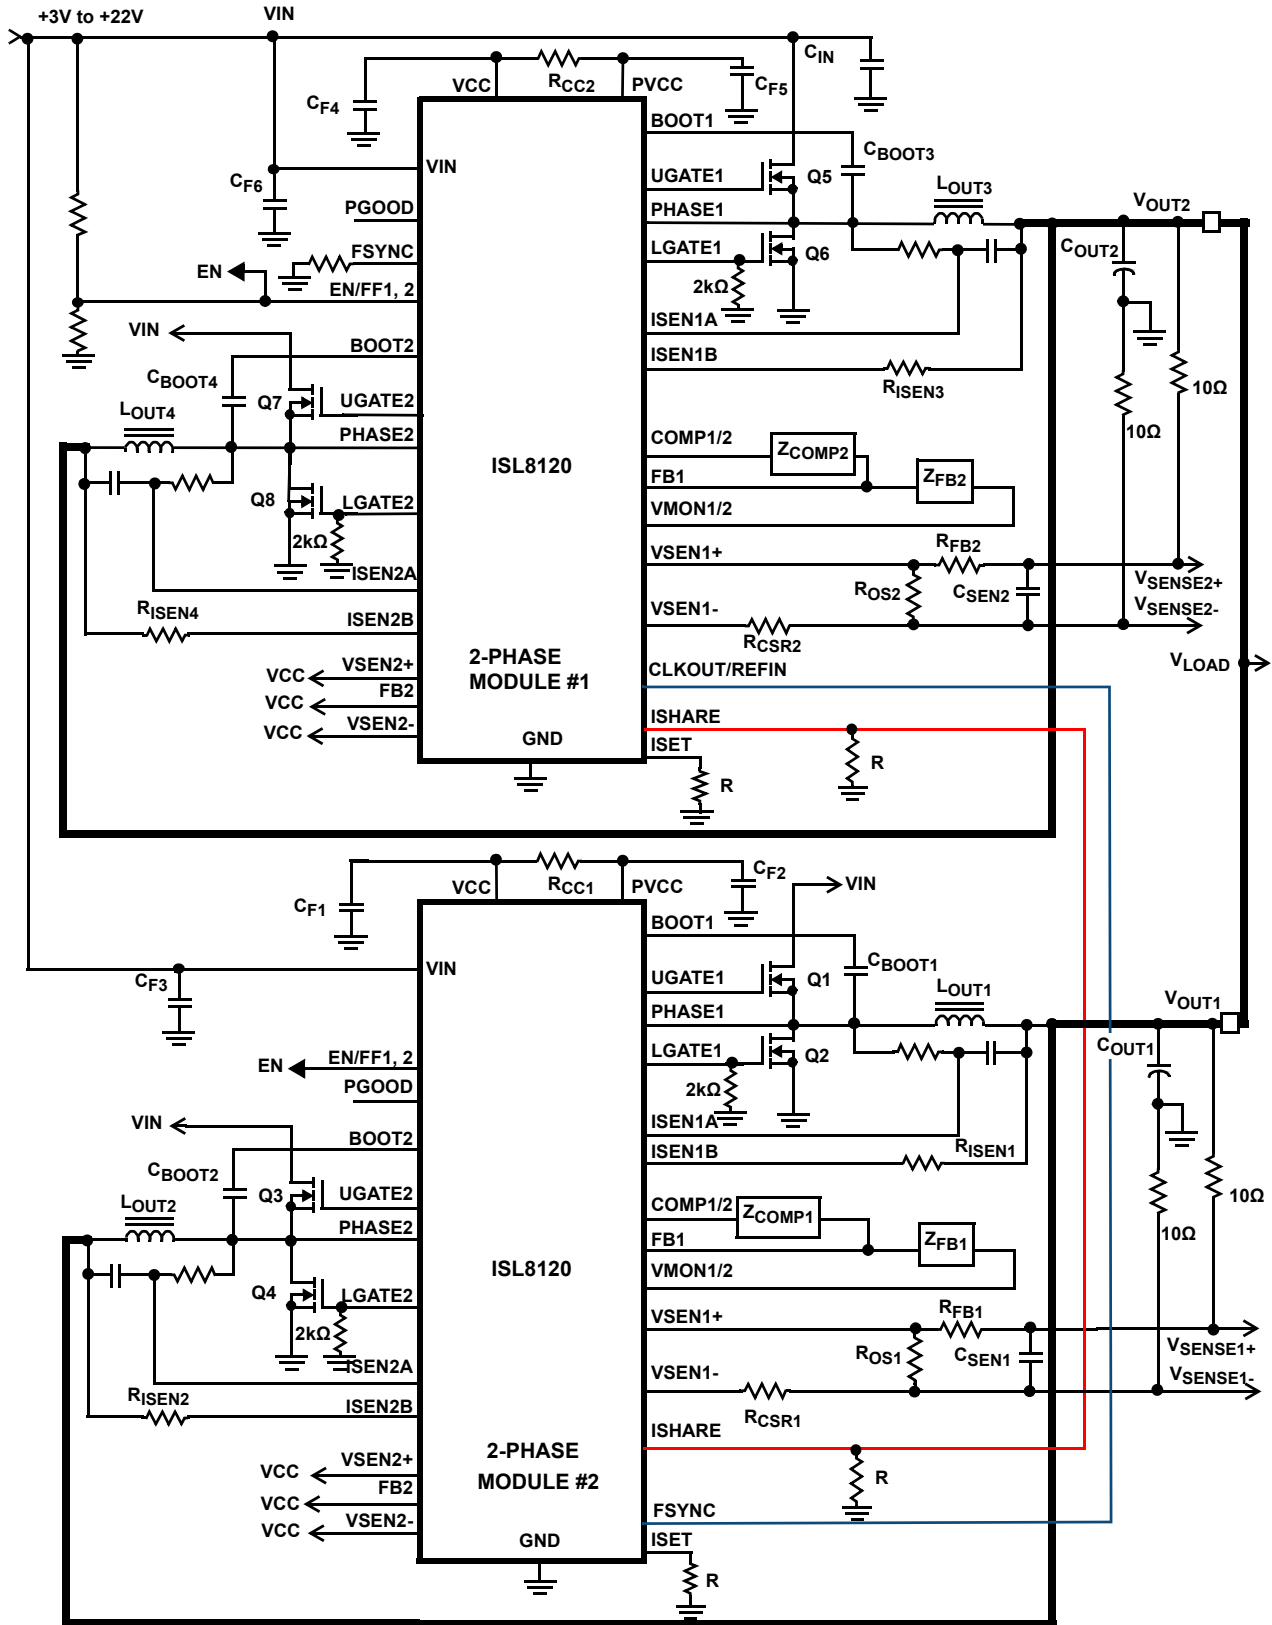 +3V to +22V
VIN
CIN
VCC
RCC2
PVCC
CF5
CF4
BOOT1
CBOOT3
VIN
CF6
UGATE1
Q5
LOUT3
VOUT2
PGOOD
PHASE1
FSYNC
LGATE1
Q6
COUT2
EN
EN/FF1, 2
2kΩ
VIN
ISEN1A
BOOT2
ISEN1B
CBOOT4
RISEN3
10Ω
Q7
UGATE2
LOUT4
PHASE2
COMP1/2
ZCOMP2
10Ω
ISL8120
FB1
ZFB2
Q8
LGATE2
VMON1/2
2kΩ
VSEN1+
RFB2
ISEN2A
ROS2
CSEN2
VSENSE2+
RISEN4
VSEN1-
VSENSE2-
ISEN2B
RCSR2
2-PHASE
MODULE #1
VLOAD
VCC
VSEN2+
CLKOUT/REFIN
VCC
FB2
VCC
VSEN2-
ISHARE
GND
ISET
R
R
VCC
RCC1
PVCC
CF2
VIN
CF1
BOOT1
CBOOT1
VIN
CF3
UGATE1
Q1
LOUT1
VOUT1
PHASE1
EN
EN/FF1, 2
LGATE1
Q2
COUT1
PGOOD
2kΩ
VIN
ISEN1A
BOOT2
ISEN1B
RISEN1
CBOOT2
Q3
UGATE2
10Ω
LOUT2
COMP1/2
ZCOMP1
PHASE2
FB1
ZFB1
10Ω
ISL8120
VMON1/2
Q4
LGATE2
VSEN1+
RFB1
2kΩ
ROS1
CSEN1
VSENSE1+
ISEN2A
VSEN1-
VSENSE1-
RISEN2
ISEN2B
RCSR1
ISHARE
2-PHASE
MODULE #2
VCC
VSEN2+
R
VCC
FB2
FSYNC
VCC
VSEN2-
GND
ISET
R